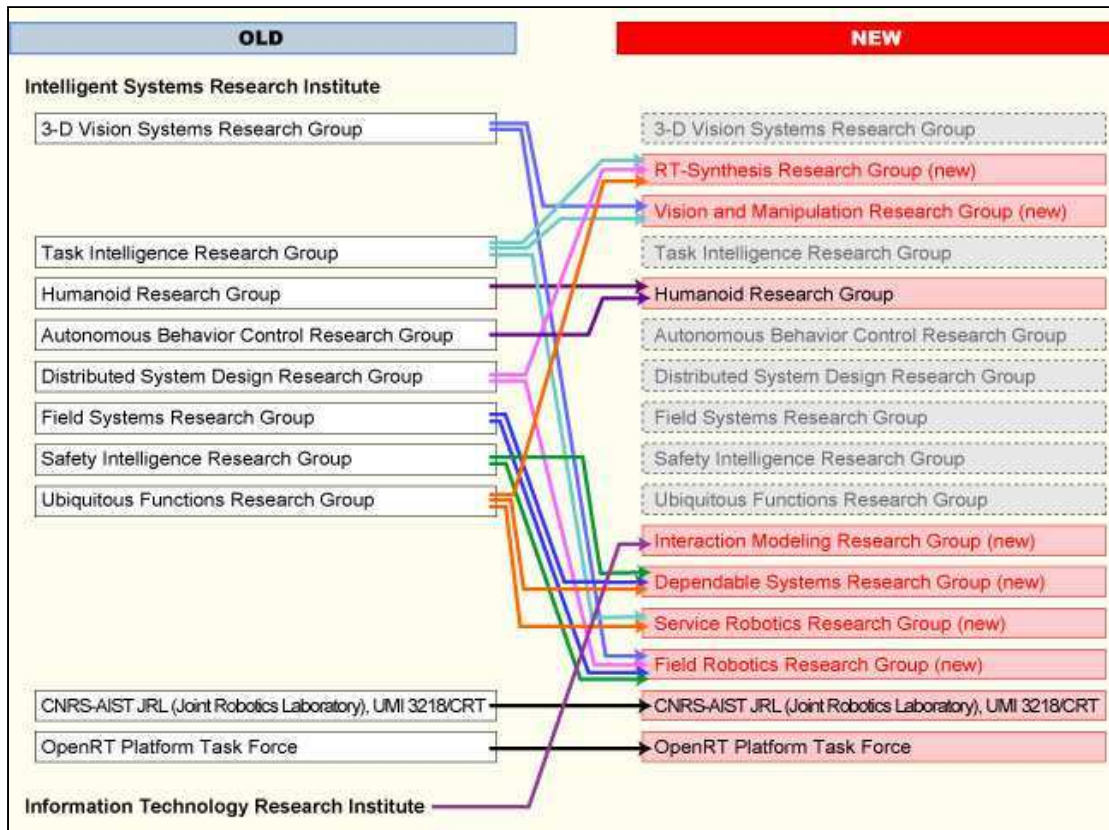 OLD
NEW
Intelligent Systems Research Institute
3-D Vision Systems Research Group
Task Intelligence Research Group
Humanoid Research Group
Autonomous Behavior Control Research Group
Distributed System Design Research Group
Field Systems Research Group
Safety Intelligence Research Group
Ubiquitous Functions Research Group
CNRS-AIST JRL (Joint Robotics Laboratory), UMI 3218/CRT
OpenRT Platform Task Force
Information Technology Research Institute
3-D Vision Systems Research Group
RT-Synthesis Research Group (new)
Vision and Manipulation Research Group (new)
Task Intelligence Research Group
Humanoid Research Group
Autonomous Behavior Control Research Group
Distributed System Design Research Group
Field Systems Research Group
Safety Intelligence Research Group
Ubiquitous Functions Research Group
Interaction Modeling Research Group (new)
Dependable Systems Research Group (new)
Service Robotics Research Group (new)
Field Robotics Research Group (new)
CNRS-AIST JRL (Joint Robotics Laboratory), UMI 3218/CRT
OpenRT Platform Task Force